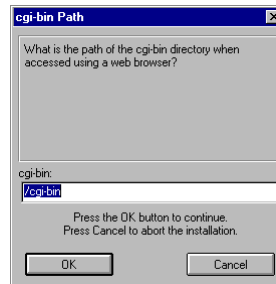 cgi-bin Path
What is the path of the cgi-bin directory when
accessed using a web browser?
cgi-bin:
/cgi-bin
Press the OK button to continue.
Press Cancel to abort the installation.
OK
Cancel